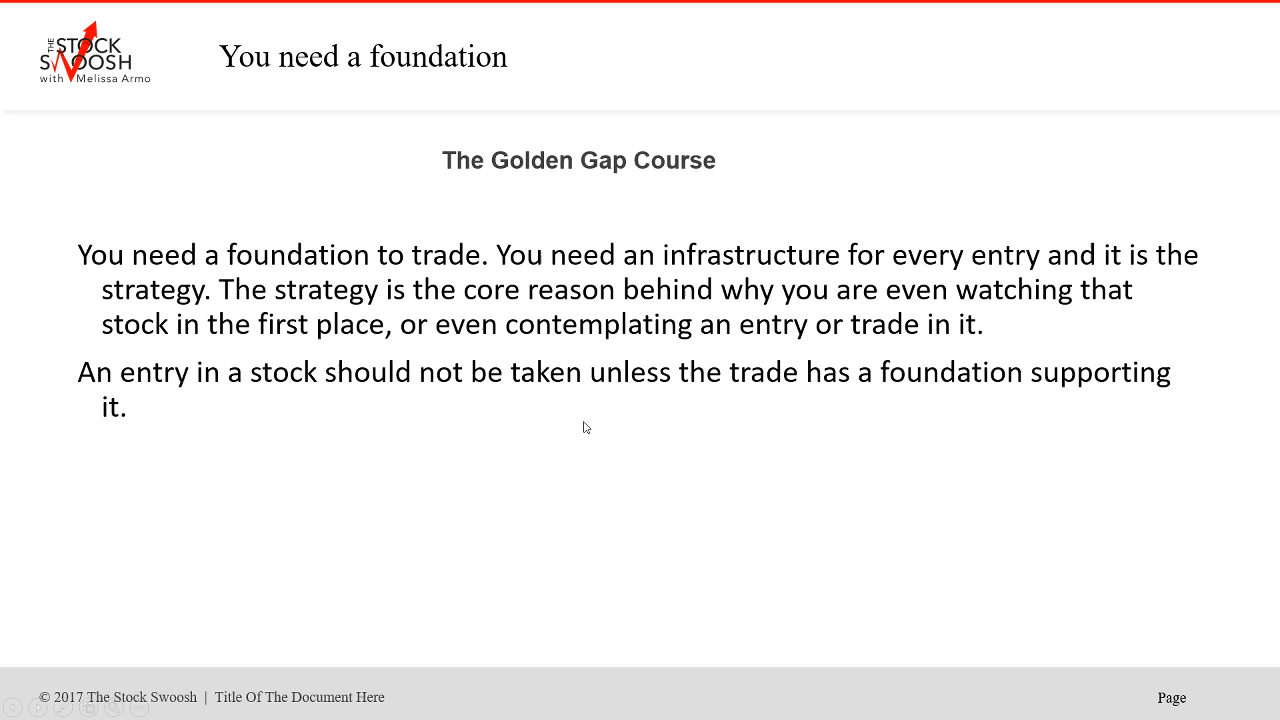 THE STOCK
SWOOSH
with Melissa Armo
You need a foundation
The Golden Gap Course
You need a foundation to trade. You need an infrastructure for every entry and it is the
strategy. The strategy is the core reason behind why you are even watching that
stock in the first place, or even contemplating an entry or trade in it.
An entry in a stock should not be taken unless the trade has a foundation supporting
it.
© 2017 The Stock Swoosh | Title Of The Document Here
Page